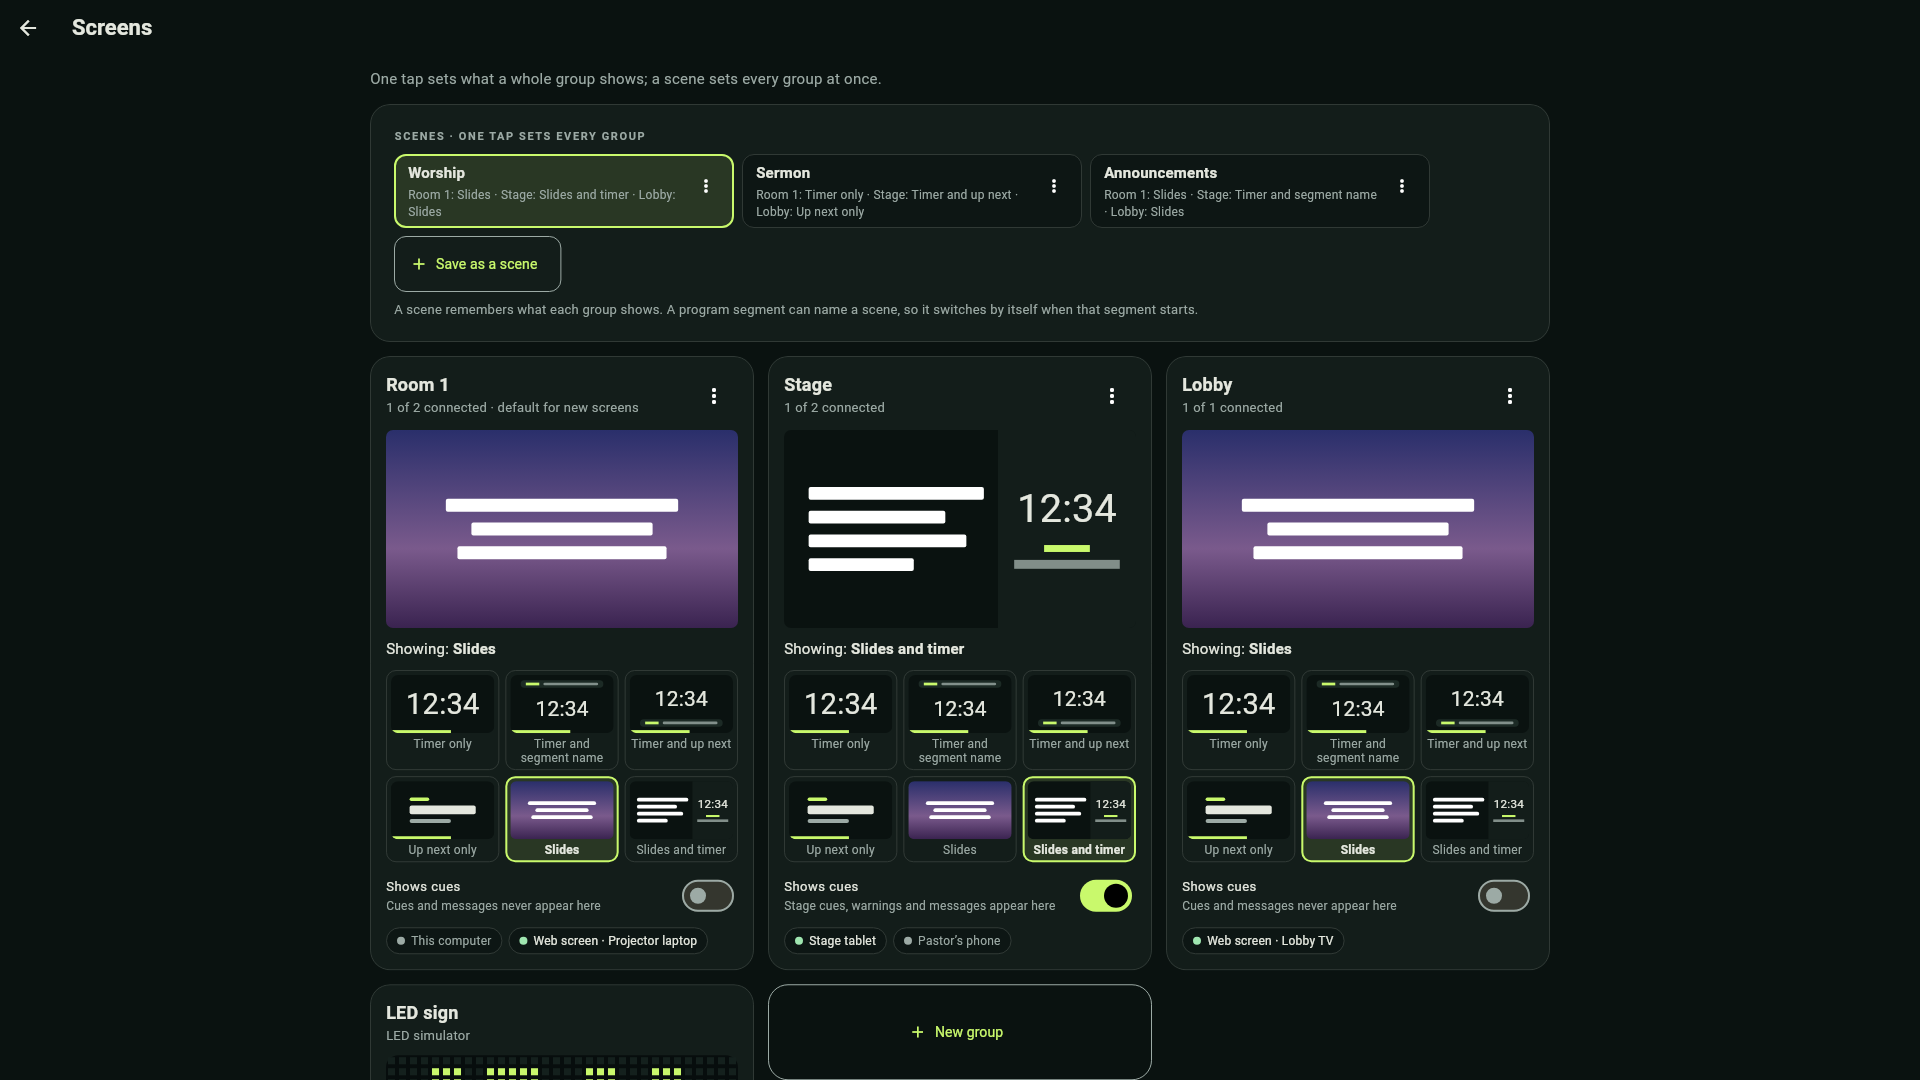 Screens
One tap sets what a whole group shows; a scene sets every group at once.
SCENES · ONE TAP SETS EVERY GROUP
Worship
Room 1: Slides · Stage: Slides and timer · Lobby:
Slides
Sermon
Room 1: Timer only · Stage: Timer and up next ·
Lobby: Up next only
Announcements
Room 1: Slides · Stage: Timer and segment name
· Lobby: Slides
Save as a scene
A scene remembers what each group shows. A program segment can name a scene, so it switches by itself when that segment starts.
Room 1
1 of 2 connected · default for new screens
Showing: Slides
12:34
Timer only
12:34
Timer and
segment name
12:34
Timer and up next
Up next only
Slides
12:34
Slides and timer
Shows cues
Cues and messages never appear here
This computer
Web screen · Projector laptop
Stage
1 of 2 connected
12:34
Showing: Slides and timer
12:34
Timer only
12:34
Timer and
segment name
12:34
Timer and up next
Up next only
Slides
12:34
Slides and timer
Shows cues
Stage cues, warnings and messages appear here
Stage tablet
Pastor's phone
Lobby
1 of 1 connected
Showing: Slides
12:34
Timer only
12:34
Timer and
segment name
12:34
Timer and up next
Up next only
Slides
12:34
Slides and timer
Shows cues
Cues and messages never appear here
Web screen · Lobby TV
LED sign
LED simulator
New group